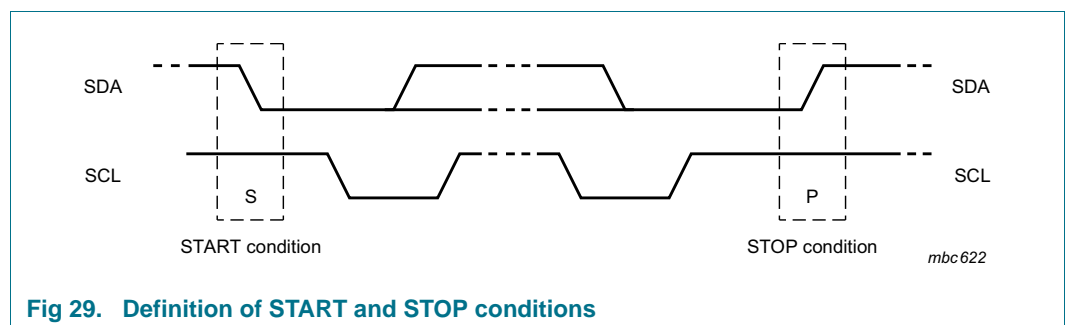 SDA SDA
SCL SCL
S P
START condition STOP condition
mbc622
Fig 29. Definition of START and STOP conditions